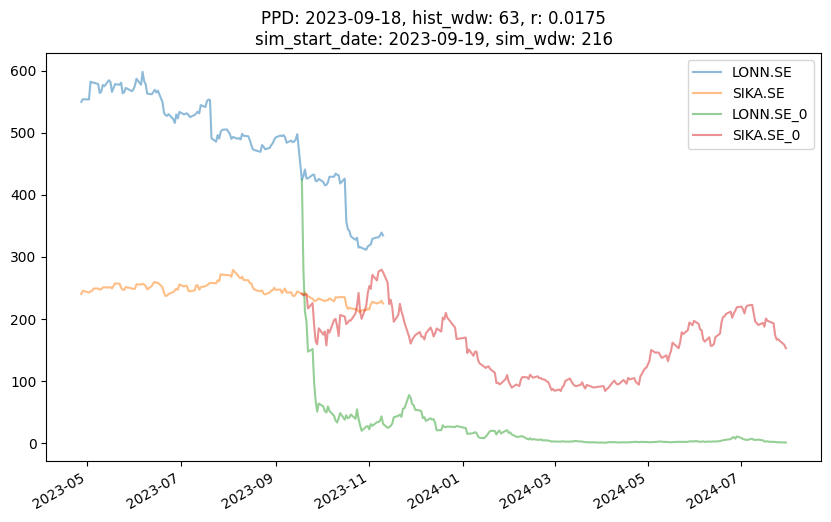 PPD: 2023-09-18, hist_wdw: 63, r: 0.0175
sim_start_date: 2023-09-19, sim_wdw: 216
LONN.SE
SIKA.SE
LONN.SE_0
SIKA.SE_0
600
500
400
300
200
100
0
2023-05
2023-07
2023-09
2023-11
2024-01
2024-03
2024-05
2024-07